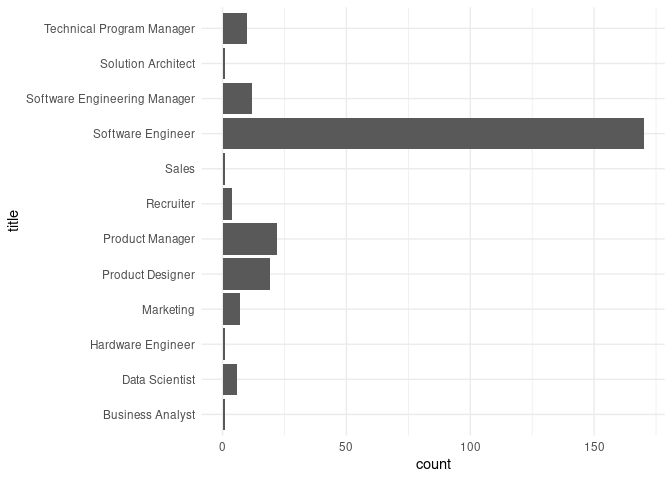 Technical Program Manager
Solution Architect
Software Engineering Manager
Software Engineer
Sales
Recruiter
Product Manager
Product Designer
Marketing
Hardware Engineer
Data Scientist
Business Analyst
title
0 50 100 150
count